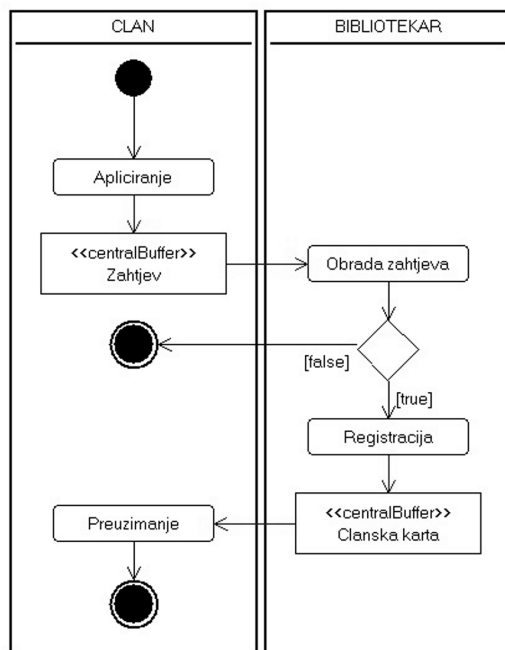 CLAN
BIBLIOTEKAR
Apliciranje
<<centralBuffer>>
Zahtjev
Obrada zahtjeva
[false]
[true]
Registracija
<<centralBuffer>>
Clanska karta
Preuzimanje